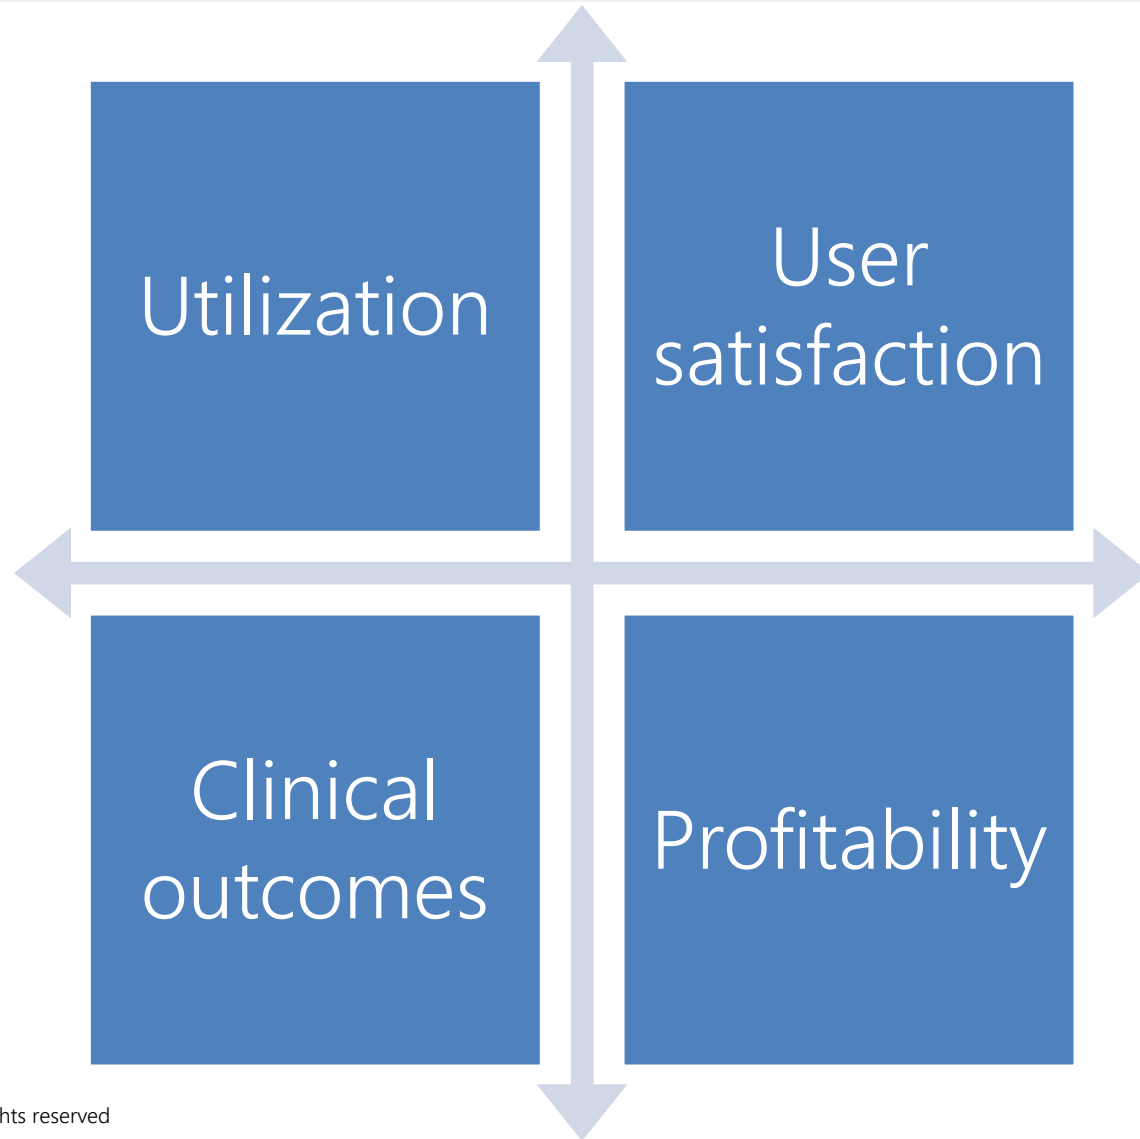 Utilization
User
satisfaction
Clinical
outcomes
Profitability
hts reserved